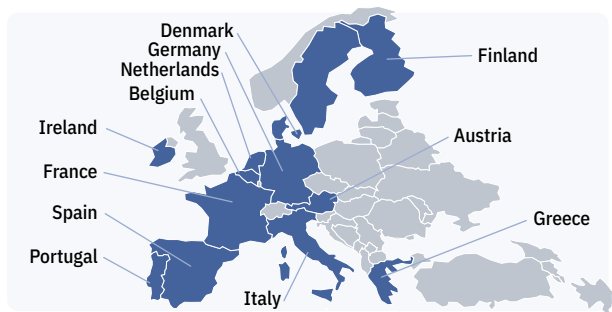 Denmark
Germany
Netherlands
Belgium
Finland
Ireland
Austria
France
Spain
Greece
Portugal
Italy